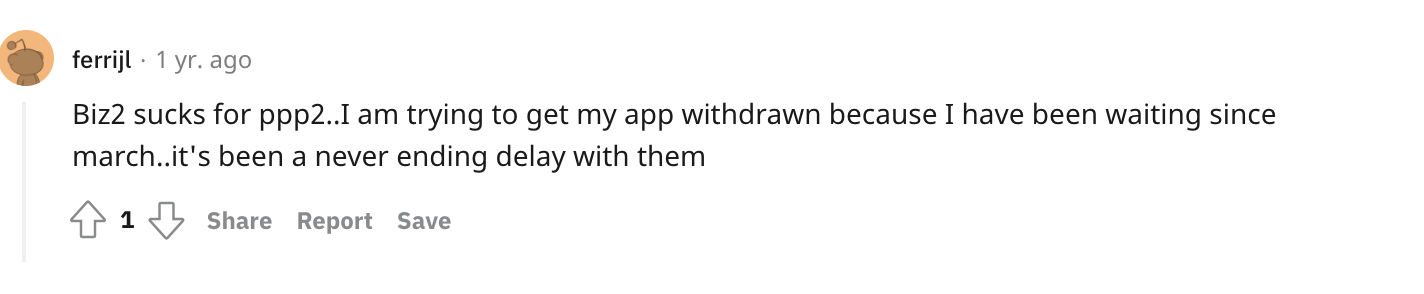 ferrijl · 1 yr. ago
Biz2 sucks for ppp2..I am trying to get my app withdrawn because I have been waiting since
march..it's been a never ending delay with them
1 Share Report Save